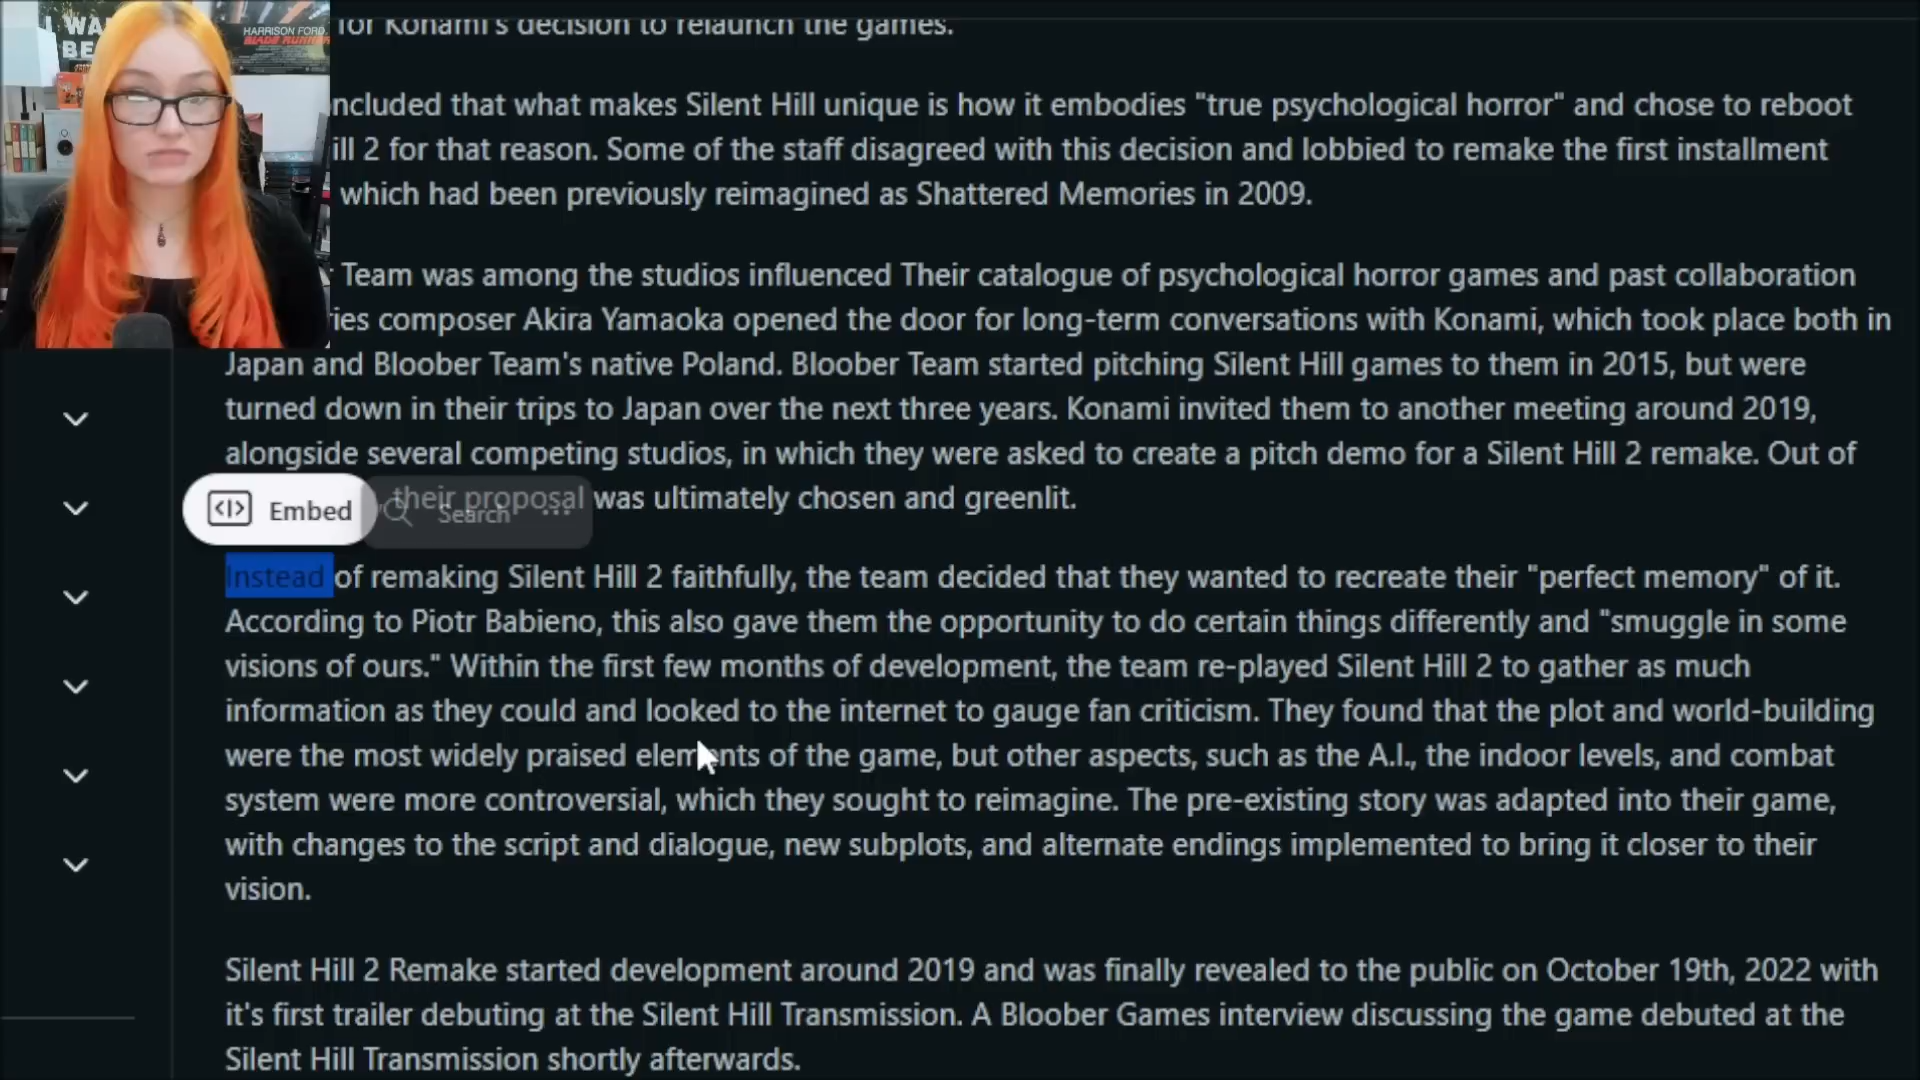 I WA
BE
HARRISON FORD
BLADE RUNNER
for Konami's decision to relaunch the games.
ncluded that what makes Silent Hill unique is how it embodies "true psychological horror" and chose to reboot
ill 2 for that reason. Some of the staff disagreed with this decision and lobbied to remake the first installment
which had been previously reimagined as Shattered Memories in 2009.
Team was among the studios influenced Their catalogue of psychological horror games and past collaboration
ries composer Akira Yamaoka opened the door for long-term conversations with Konami, which took place both in
Japan and Bloober Team's native Poland. Bloober Team started pitching Silent Hill games to them in 2015, but were
turned down in their trips to Japan over the next three years. Konami invited them to another meeting around 2019,
alongside several competing studios, in which they were asked to create a pitch demo for a Silent Hill 2 remake. Out of
their proposal was ultimately chosen and greenlit.
Embed
Search
Instead of remaking Silent Hill 2 faithfully, the team decided that they wanted to recreate their "perfect memory" of it.
According to Piotr Babieno, this also gave them the opportunity to do certain things differently and "smuggle in some
visions of ours." Within the first few months of development, the team re-played Silent Hill 2 to gather as much
information as they could and looked to the internet to gauge fan criticism. They found that the plot and world-building
were the most widely praised elements of the game, but other aspects, such as the A.I., the indoor levels, and combat
system were more controversial, which they sought to reimagine. The pre-existing story was adapted into their game,
with changes to the script and dialogue, new subplots, and alternate endings implemented to bring it closer to their
vision.
Silent Hill 2 Remake started development around 2019 and was finally revealed to the public on October 19th, 2022 with
it's first trailer debuting at the Silent Hill Transmission. A Bloober Games interview discussing the game debuted at the
Silent Hill Transmission shortly afterwards.